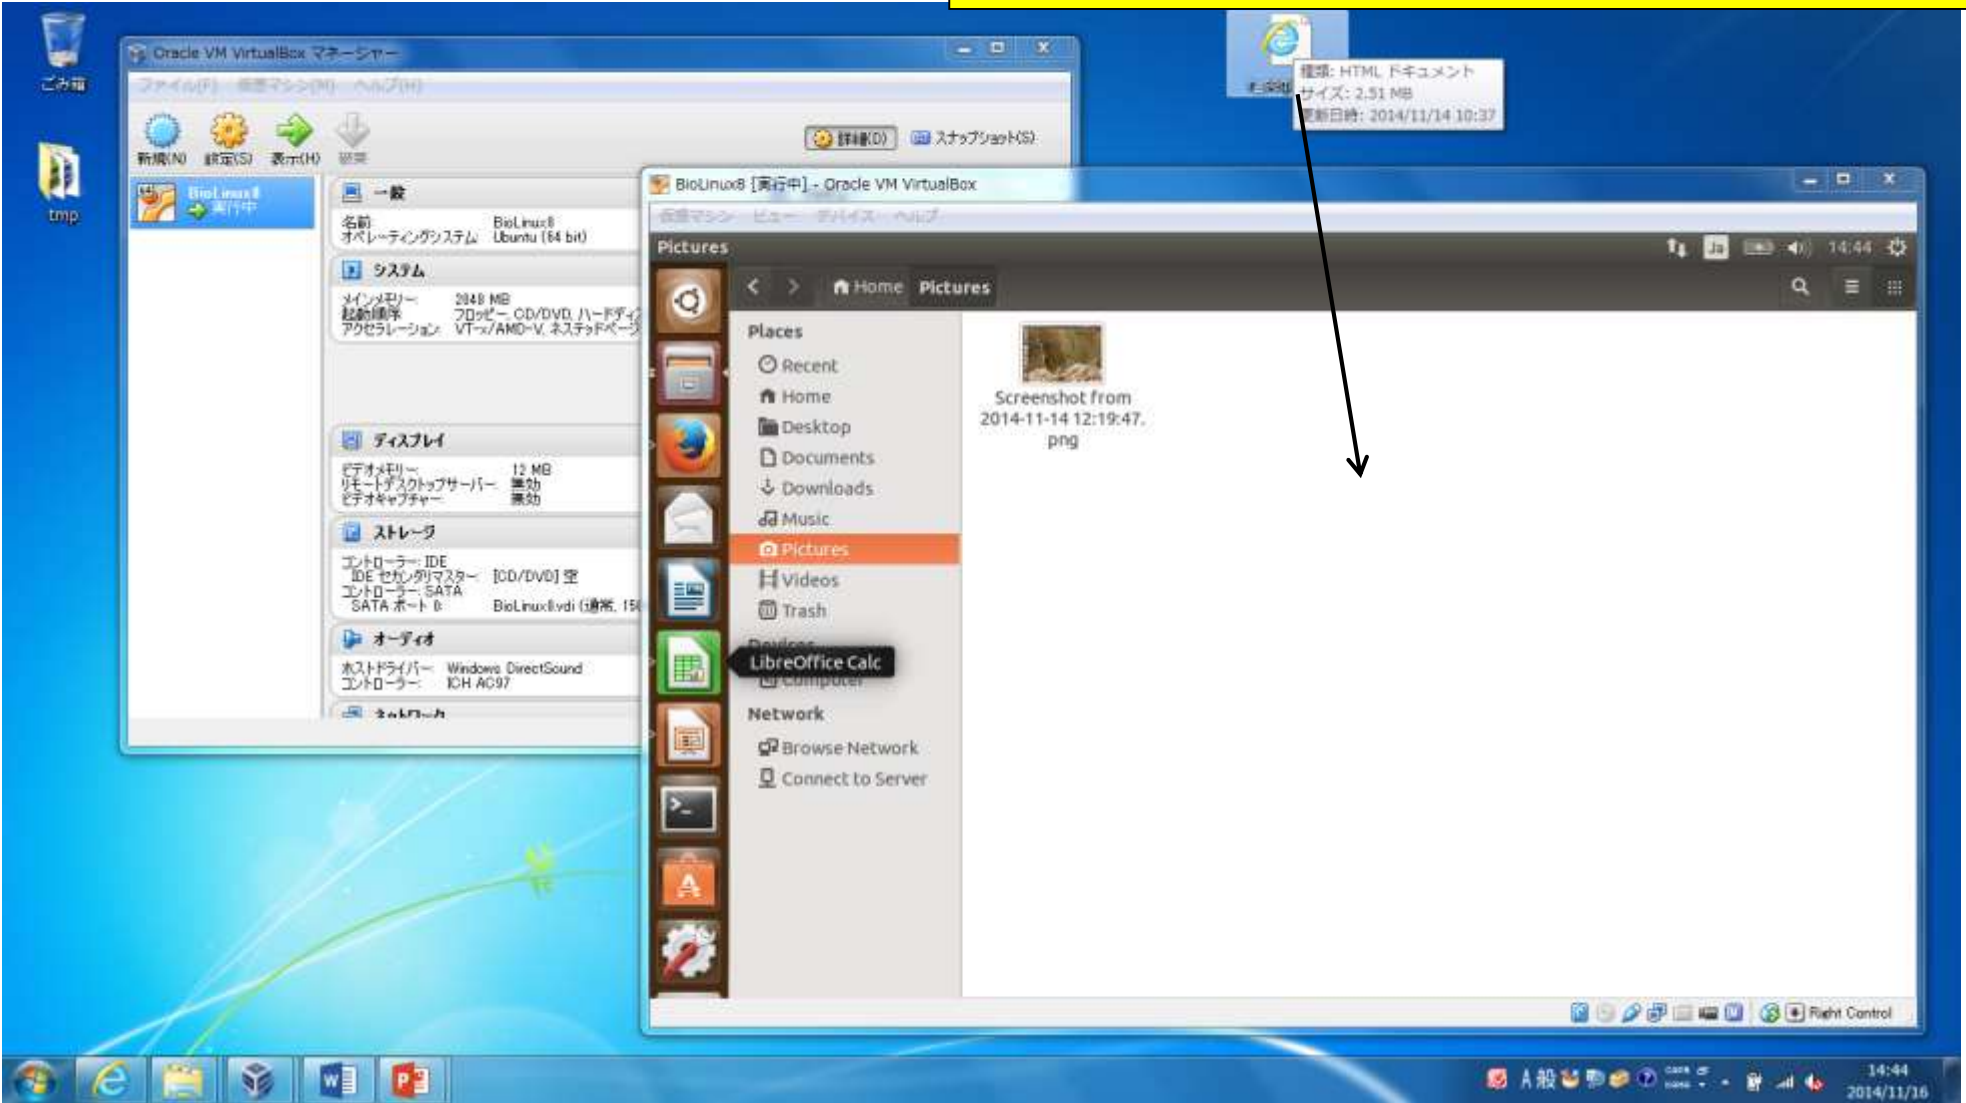 ごみ箱
tmp
Oracle VM VirtualBox マネージャー
ファイル(F) 仮想マシン(M) ヘルプ(H)
新規(N) 設定(S) 表示(H) 破棄
詳細(D) スナップショット(S)
BioLinux8
実行中
一般
名前 BioLinux8
オペレーティングシステム Ubuntu (64 bit)
システム
メインメモリー: 2048 MB
起動順序 フロッピー, CD/DVD, ハードディ
アクセラレーション: VT-x/AMD-V, ネステッドページ
ディスプレイ
ビデオメモリー: 12 MB
リモートデスクトップサーバー: 無効
ビデオキャプチャー: 無効
ストレージ
コントローラー: IDE
IDE セカンダリマスター: [CD/DVD] 空
コントローラー: SATA
SATA ポート 0: BioLinux8.vdi (通常, 150
オーディオ
ホストドライバー: Windows DirectSound
コントローラー: ICH AC97
ネットワーク
種類: HTML ドキュメント
サイズ: 2.51 MB
更新日時: 2014/11/14 10:37
BioLinux8 [実行中] - Oracle VM VirtualBox
仮想マシン ビュー デバイス ヘルプ
Pictures
Ja 14:44
Home Pictures
Places
Recent
Home
Desktop
Documents
Downloads
Music
Pictures
Videos
Trash
Devices
LibreOffice Calc
Computer
Network
Browse Network
Connect to Server
Screenshot from
2014-11-14 12:19:47.
png
Right Control
A 般
14:44
2014/11/16